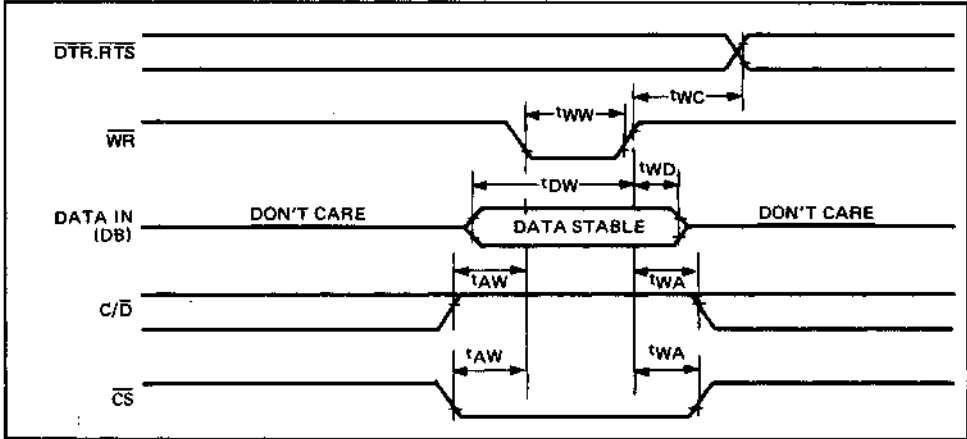 DTR.RTS
tWC
tWW
WR
tWD
tDW
DATA IN
(DB)
DON'T CARE
DATA STABLE
DON'T CARE
tAW
tWA
C/D
tAW
tWA
CS